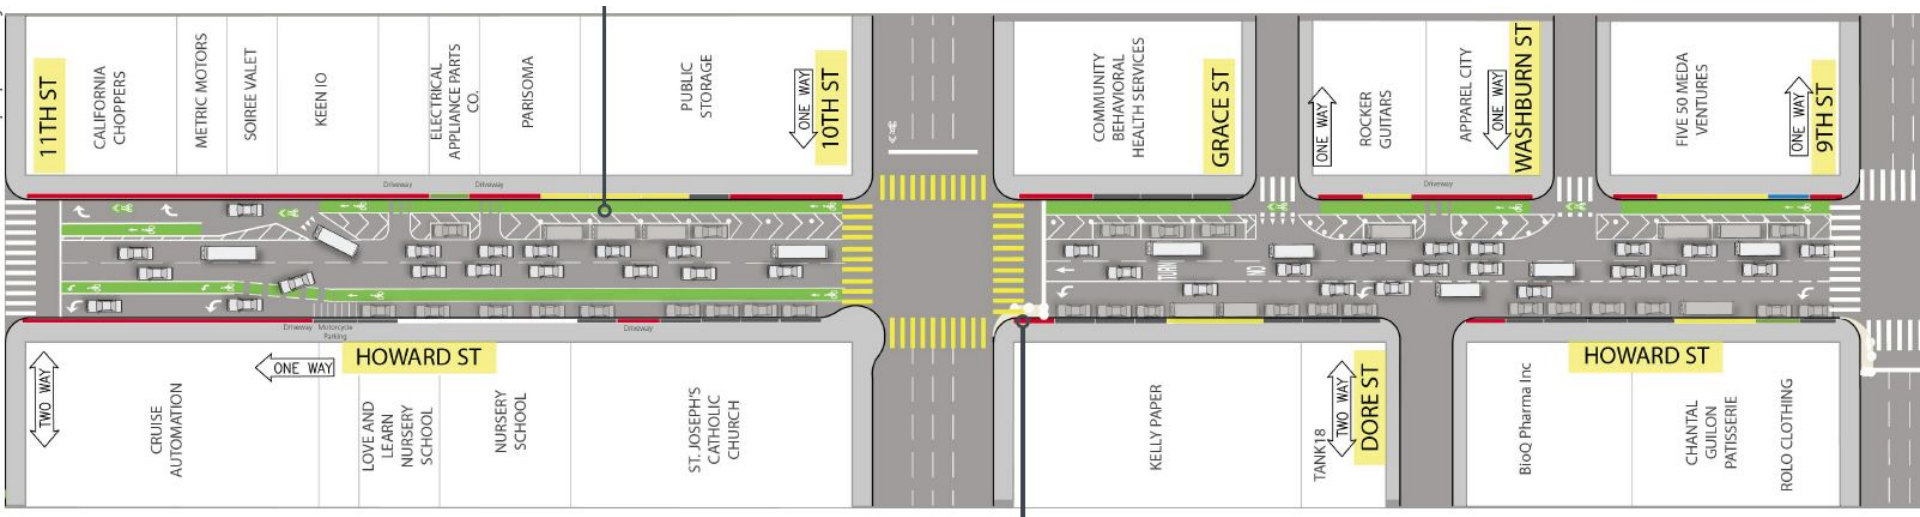 11TH ST
CALIFORNIA
CHOPPERS
METRIC MOTORS
SOIREE VALET
KEEN IO
ELECTRICAL
APPLIANCE PARTS
CO.
PARISOMA
PUBLIC
STORAGE
ONE WAY
10TH ST
COMMUNITY
BEHAVIORAL
HEALTH SERVICES
GRACE ST
ONE WAY
ROCKER
GUITARS
APPAREL CITY
ONE WAY
WASHBURN ST
FIVE 50 MEDA
VENTURES
ONE WAY
9TH ST
Driveway
Driveway
Driveway
TURN
NO
Driveway
Motorcycle
Parking
Driveway
TWO WAY
ONE WAY
HOWARD ST
CRUISE
AUTOMATION
LOVE AND
LEARN
NURSERY
SCHOOL
NURSERY
SCHOOL
ST. JOSEPH'S
CATHOLIC
CHURCH
KELLY PAPER
TANK18
TWO WAY
DORE ST
HOWARD ST
BioQ Pharma Inc
CHANTAL
GUILON
PATISSERIE
ROLO CLOTHING